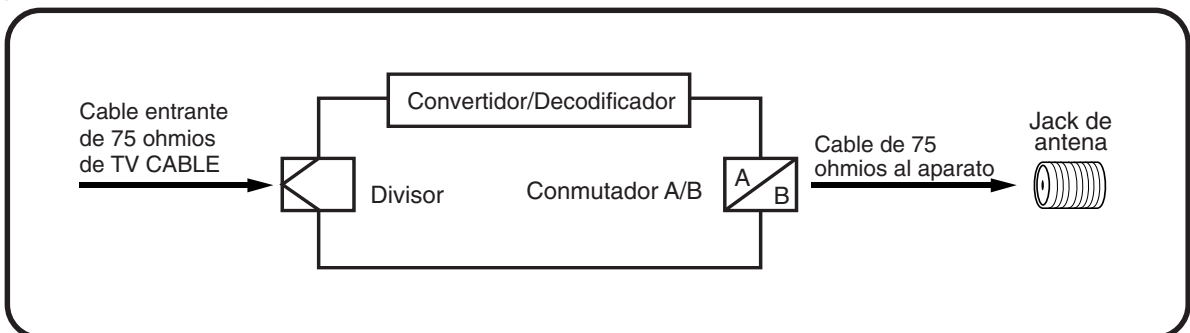 Convertidor/Decodificador
Cable entrante
de 75 ohmios
de TV CABLE
Divisor
Conmutador A/B
A
B
Cable de 75
ohmios al aparato
Jack de
antena